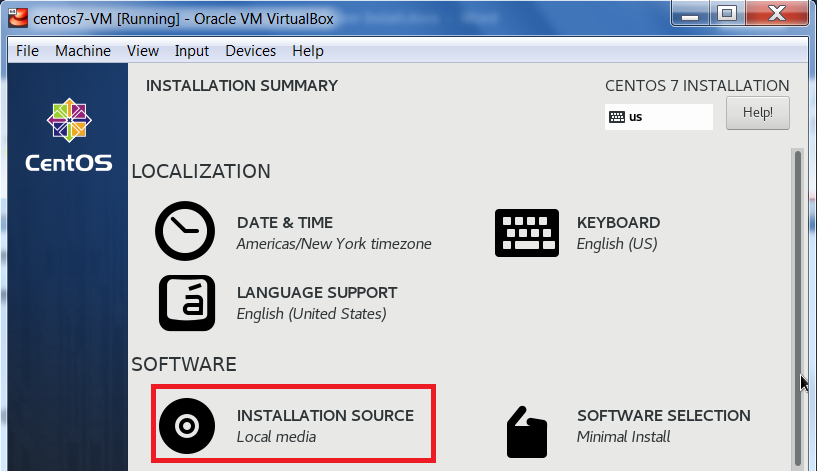 centos7-VM [Running] - Oracle VM VirtualBox
File Machine View Input Devices Help
INSTALLATION SUMMARY
CENTOS 7 INSTALLATION
us
Help!
CentOS
LOCALIZATION
DATE & TIME
Americas/New York timezone
KEYBOARD
English (US)
á
LANGUAGE SUPPORT
English (United States)
SOFTWARE
INSTALLATION SOURCE
Local media
SOFTWARE SELECTION
Minimal Install